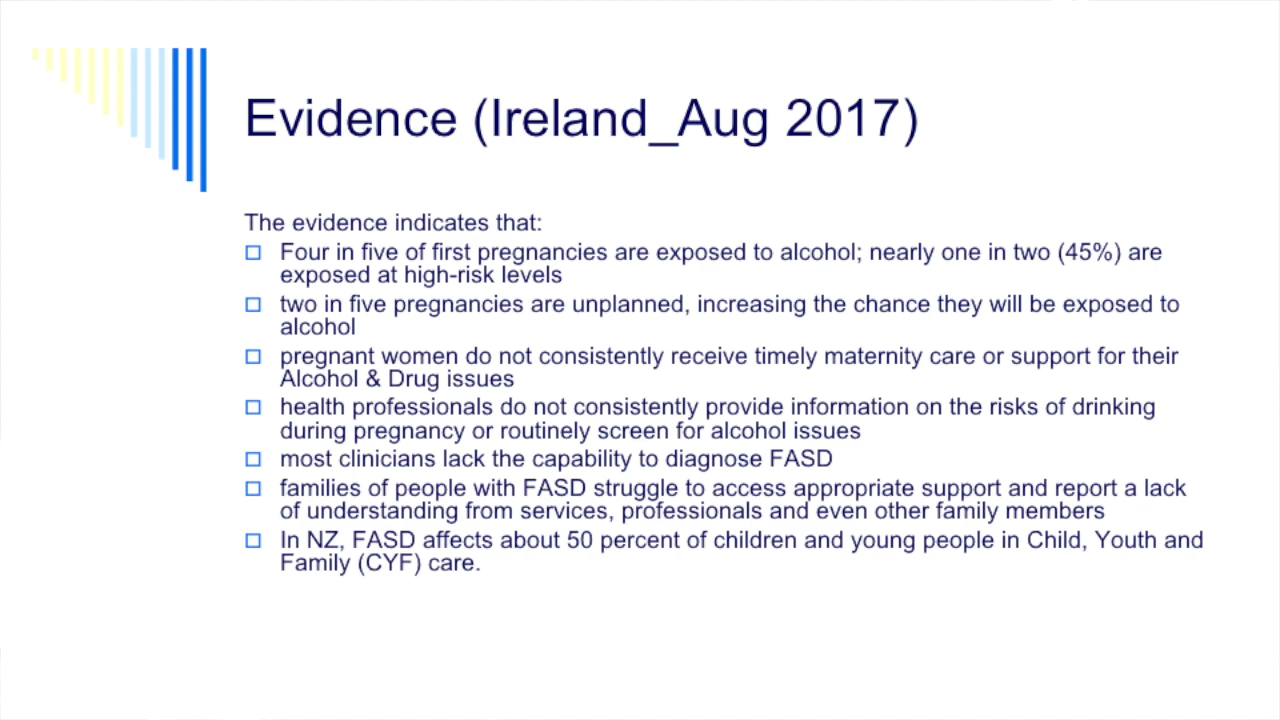 Evidence (Ireland_Aug 2017)
The evidence indicates that:
Four in five of first pregnancies are exposed to alcohol; nearly one in two (45%) are
exposed at high-risk levels
two in five pregnancies are unplanned, increasing the chance they will be exposed to
alcohol
pregnant women do not consistently receive timely maternity care or support for their
Alcohol & Drug issues
health professionals do not consistently provide information on the risks of drinking
during pregnancy or routinely screen for alcohol issues
most clinicians lack the capability to diagnose FASD
families of people with FASD struggle to access appropriate support and report a lack
of understanding from services, professionals and even other family members
In NZ, FASD affects about 50 percent of children and young people in Child, Youth and
Family (CYF) care.